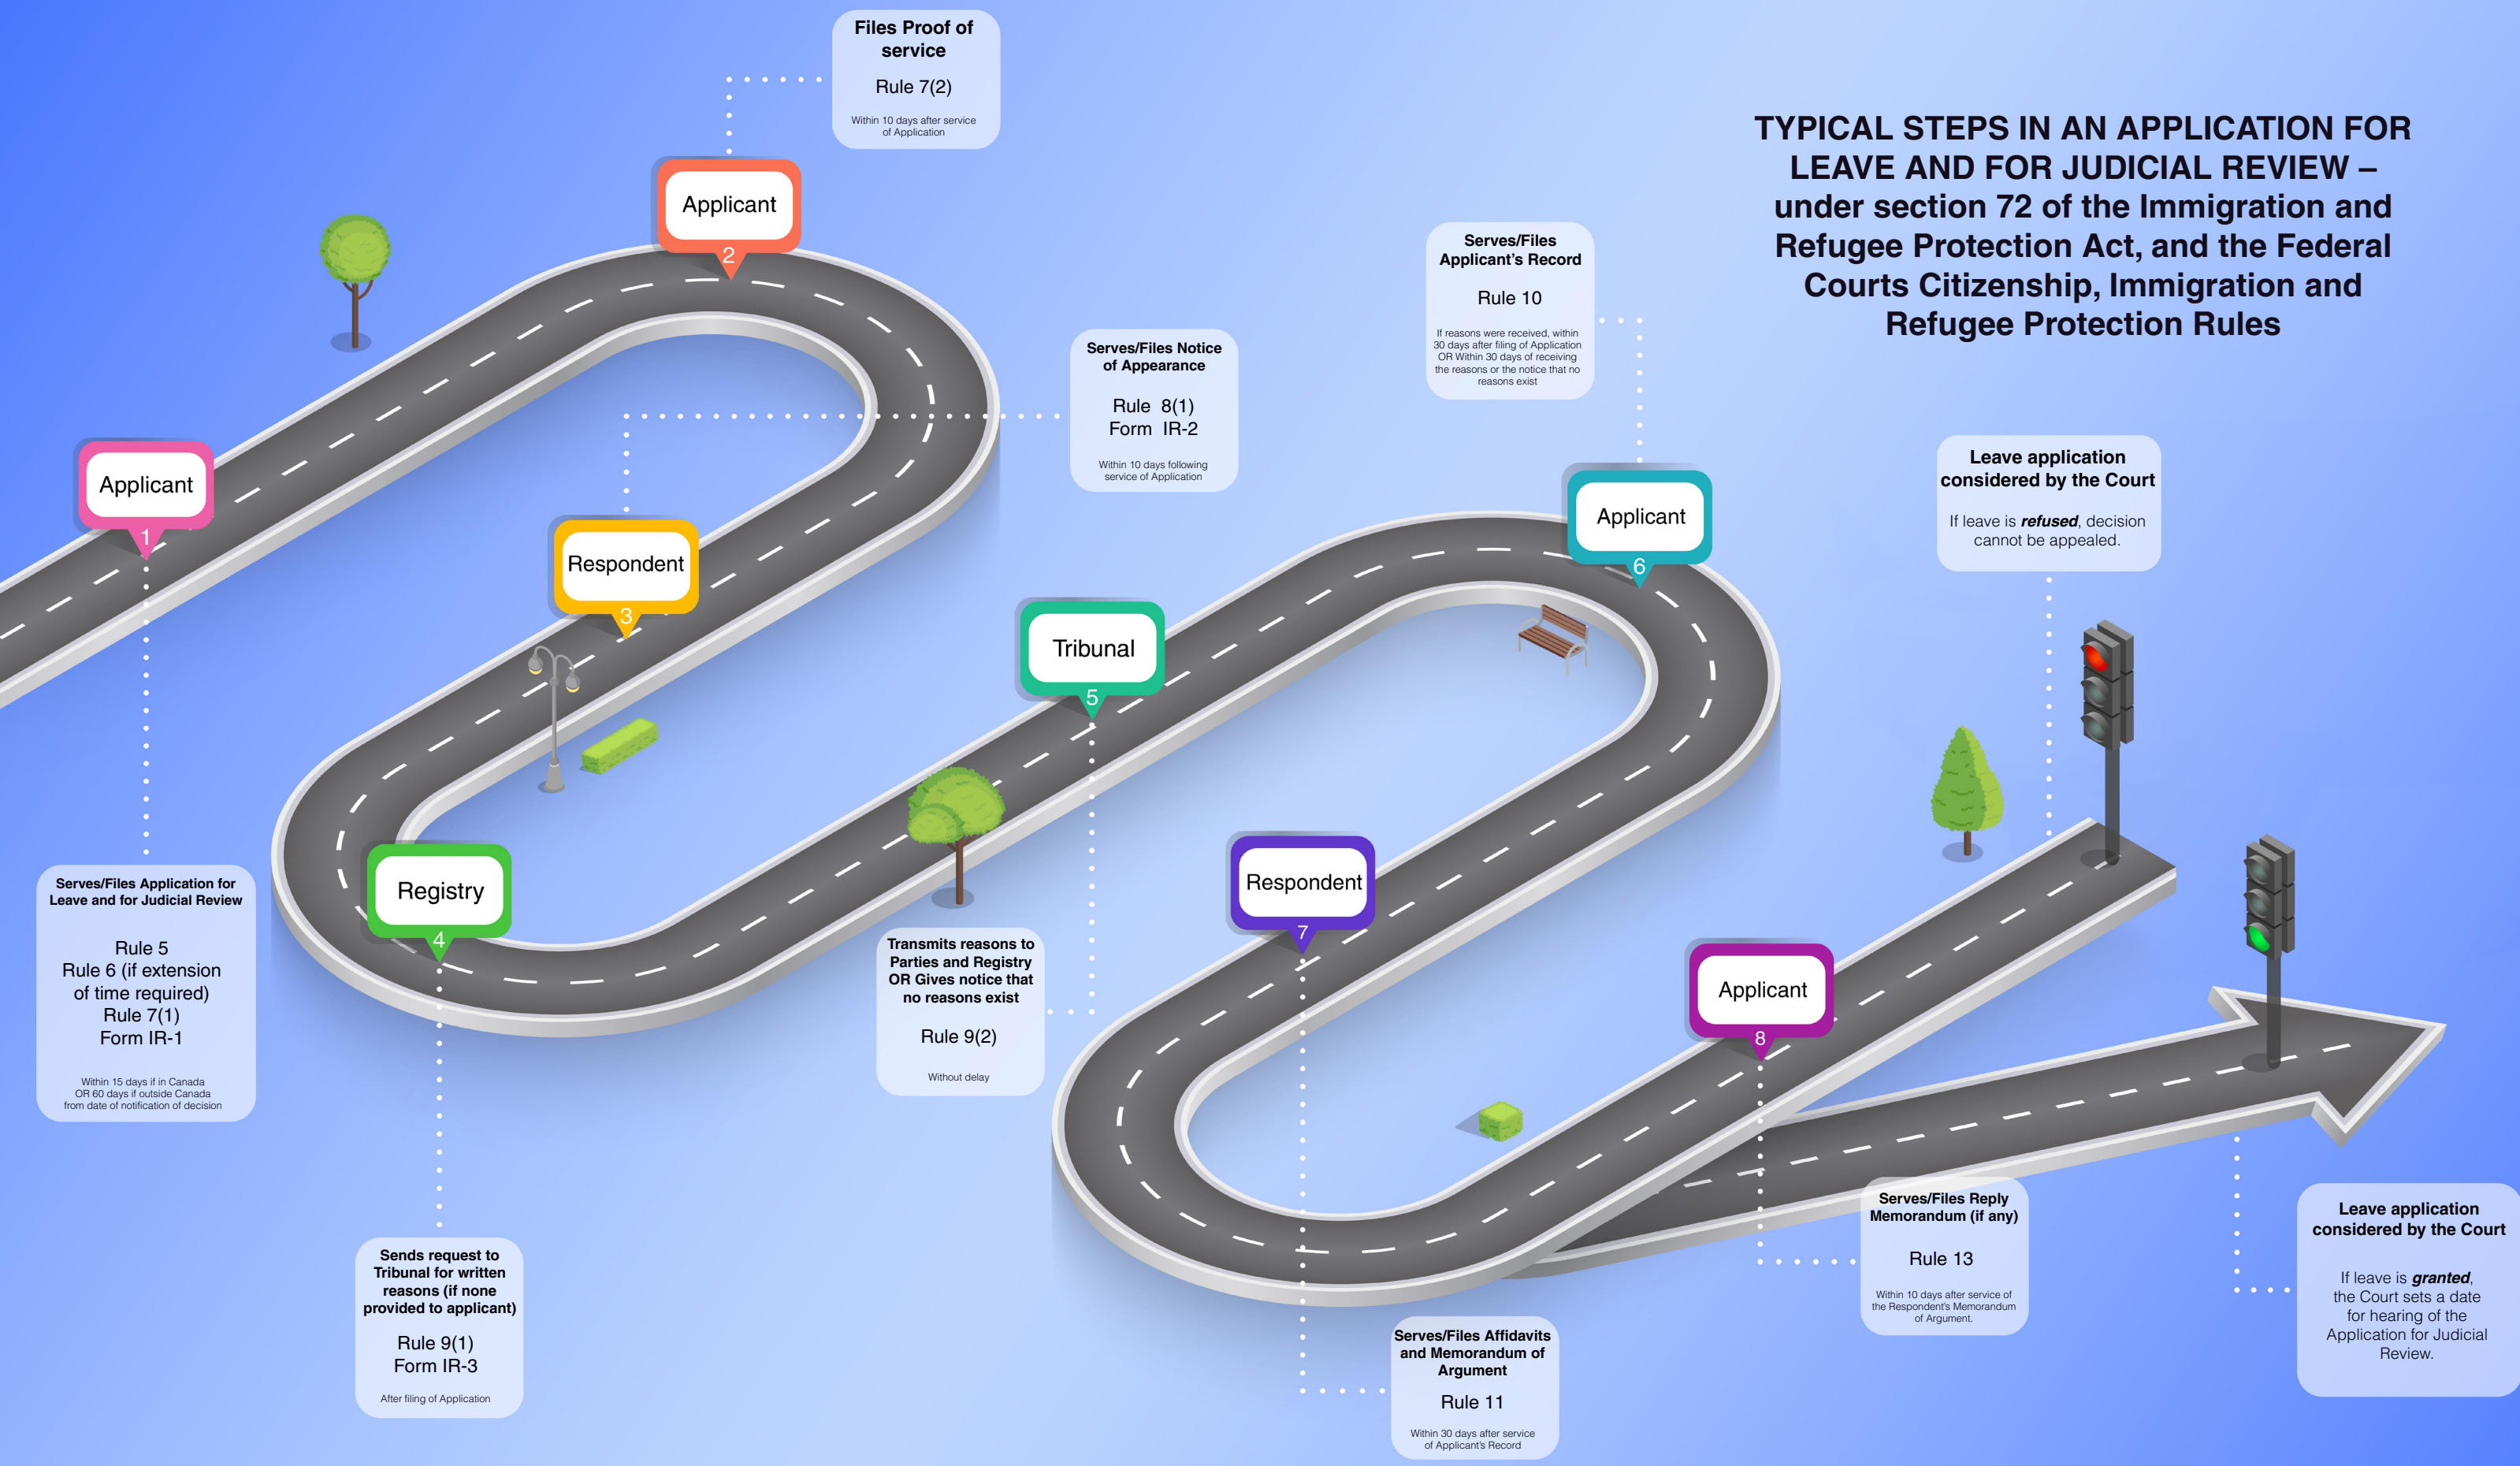 TYPICAL STEPS IN AN APPLICATION FOR
LEAVE AND FOR JUDICIAL REVIEW –
under section 72 of the Immigration and
Refugee Protection Act, and the Federal
Courts Citizenship, Immigration and
Refugee Protection Rules
Applicant
1
Serves/Files Application for
Leave and for Judicial Review
Rule 5
Rule 6 (if extension
of time required)
Rule 7(1)
Form IR-1
Within 15 days if in Canada
OR 60 days if outside Canada
from date of notification of decision
Applicant
2
Files Proof of
service
Rule 7(2)
Within 10 days after service
of Application
Respondent
3
Serves/Files Notice
of Appearance
Rule 8(1)
Form IR-2
Within 10 days following
service of Application
Registry
4
Sends request to
Tribunal for written
reasons (if none
provided to applicant)
Rule 9(1)
Form IR-3
After filing of Application
Tribunal
5
Transmits reasons to
Parties and Registry
OR Gives notice that
no reasons exist
Rule 9(2)
Without delay
Applicant
6
Serves/Files
Applicant's Record
Rule 10
If reasons were received, within
30 days after filing of Application
OR Within 30 days of receiving
the reasons or the notice that no
reasons exist
Respondent
7
Serves/Files Affidavits
and Memorandum of
Argument
Rule 11
Within 30 days after service
of Applicant's Record
Applicant
8
Serves/Files Reply
Memorandum (if any)
Rule 13
Within 10 days after service of
the Respondent's Memorandum
of Argument.
Leave application
considered by the Court
If leave is refused, decision
cannot be appealed.
Leave application
considered by the Court
If leave is granted,
the Court sets a date
for hearing of the
Application for Judicial
Review.